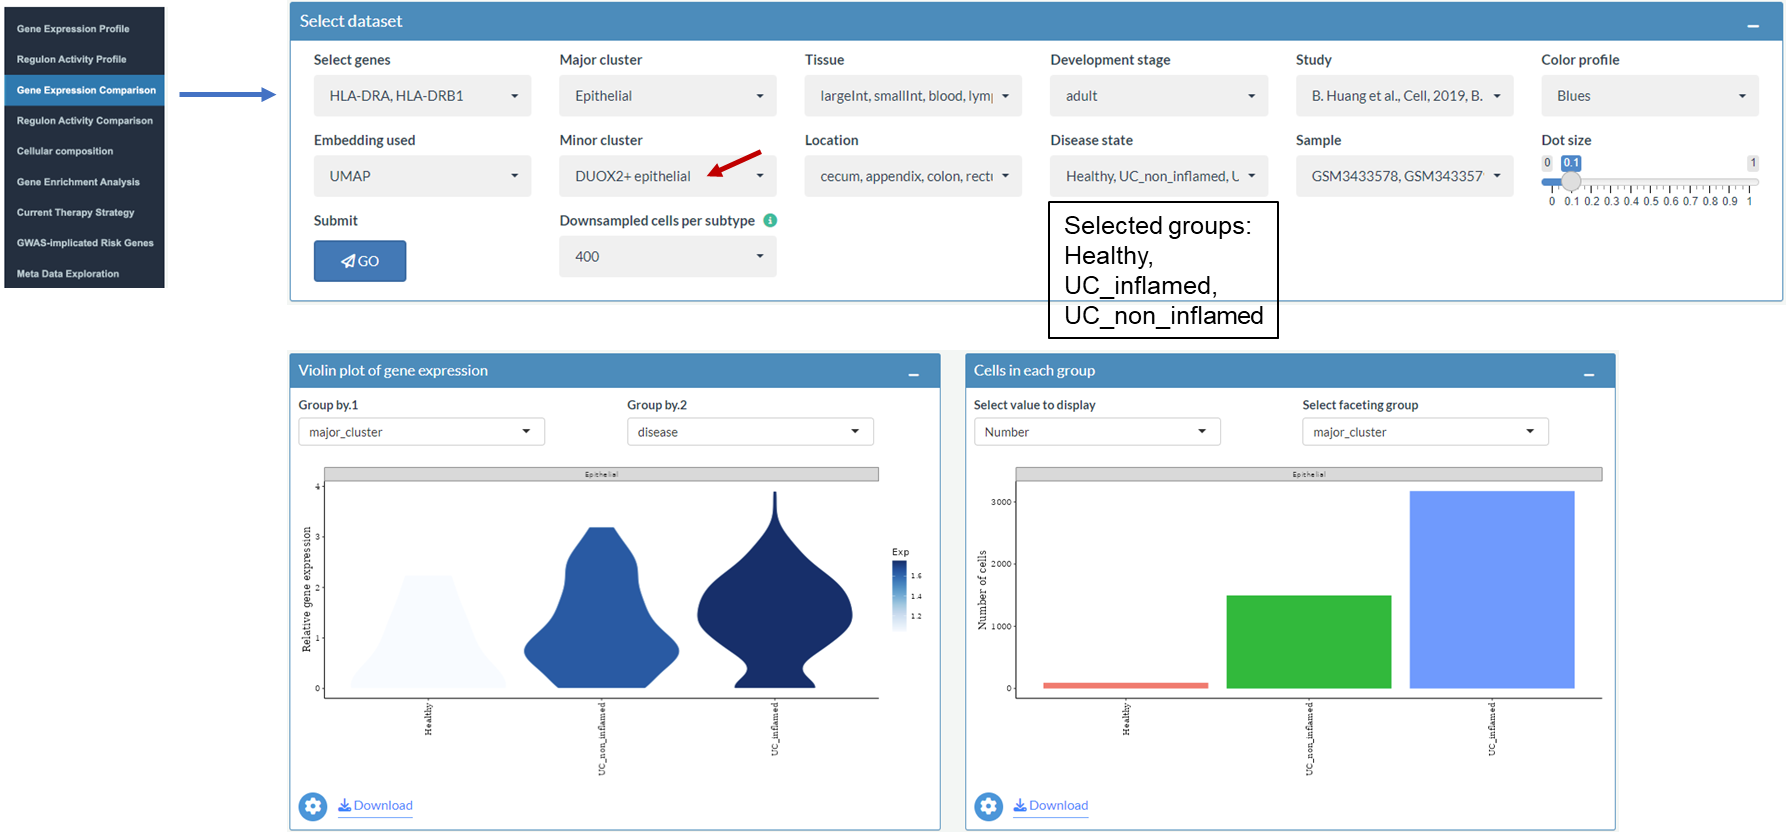 Gene Expression Profile
Regulon Activity Profile
Gene Expression Comparison
Regulon Activity Comparison
Cellular composition
Gene Enrichment Analysis
Current Therapy Strategy
GWAS-implicated Risk Genes
Meta Data Exploration
Select dataset
Select genes
HLA-DRA, HLA-DRB1
Major cluster
Epithelial
Tissue
largeInt, smallInt, blood, lym
Development stage
adult
Study
B. Huang et al., Cell, 2019, B.
Color profile
Blues
Embedding used
UMAP
Minor cluster
DUOX2+ epithelial
Location
cecum, appendix, colon, rect
Disease state
Healthy, UC_non_inflamed, U
Sample
GSM3433578, GSM343357
Dot size
0 0.1 1
0 0.1 0.2 0.3 0.4 0.5 0.6 0.7 0.8 0.9 1
Submit
GO
Downsampled cells per subtype i
400
Selected groups:
Healthy,
UC_inflamed,
UC_non_inflamed
Violin plot of gene expression
Group by.1
major_cluster
Group by.2
disease
Epithelial
Relative gene expression
4
3
2
1
0
Healthy
UC_non_inflamed
UC_inflamed
Exp
1.6
1.4
1.2
Download
Cells in each group
Select value to display
Number
Select faceting group
major_cluster
Epithelial
Number of cells
3000
2000
1000
0
Healthy
UC_non_inflamed
UC_inflamed
Download